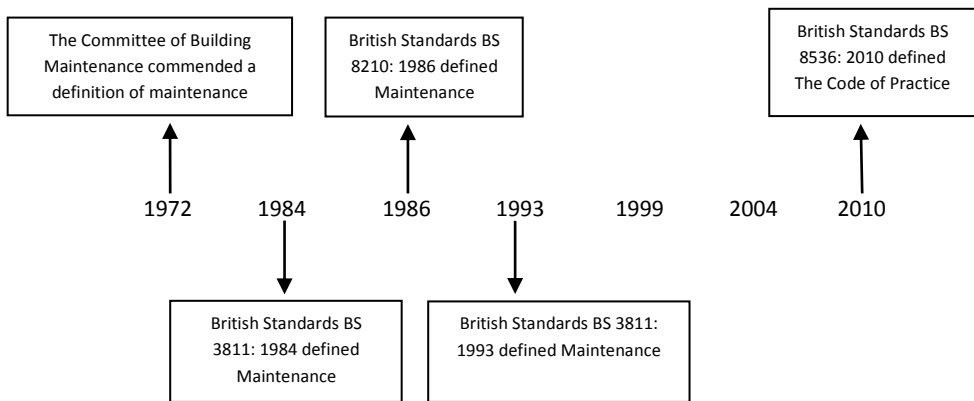 The Committee of Building
Maintenance commended a
definition of maintenance
British Standards BS
8210: 1986 defined
Maintenance
British Standards BS
8536: 2010 defined
The Code of Practice
1972 1984 1986 1993 1999 2004 2010
British Standards BS
3811: 1984 defined
Maintenance
British Standards BS 3811:
1993 defined Maintenance